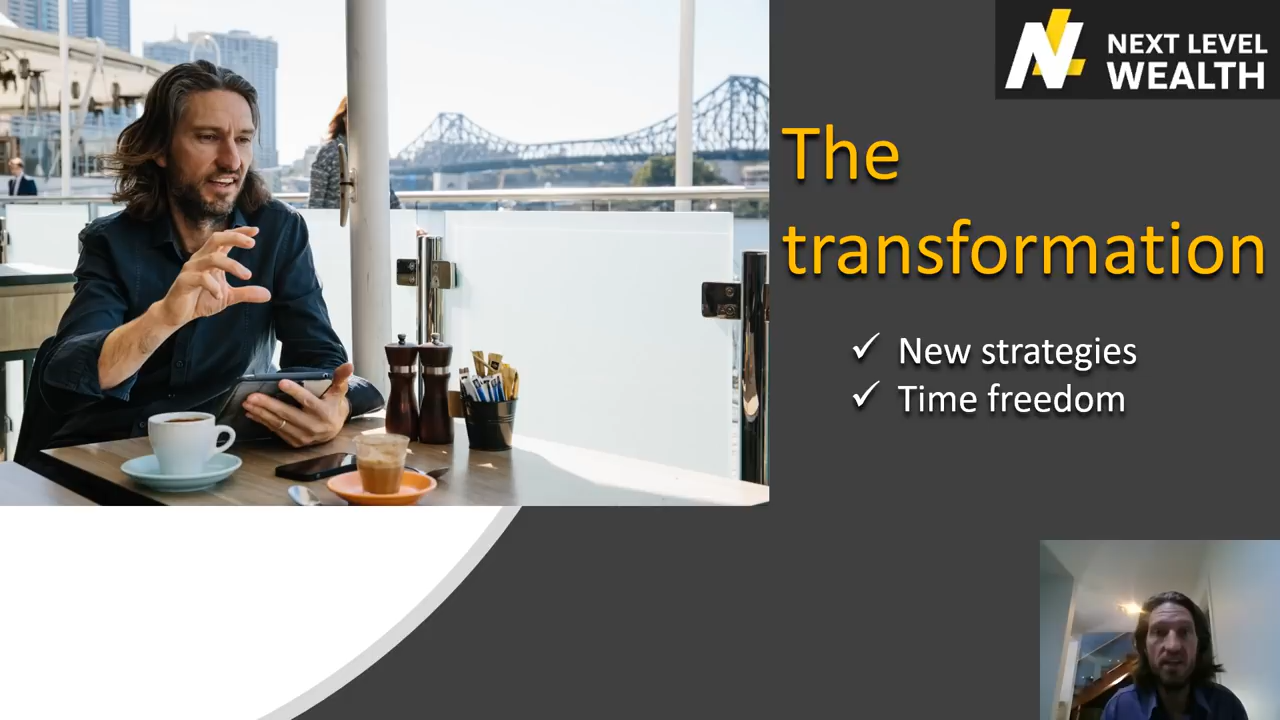 NEXT LEVEL
WEALTH
The
transformation
✓ New strategies
✓ Time freedom